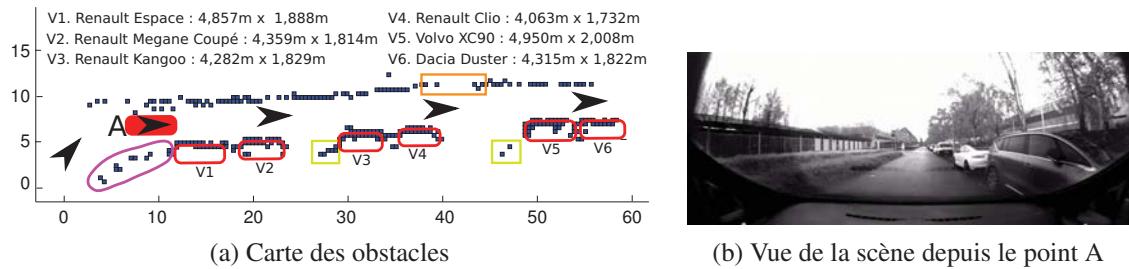 V1. Renault Espace : 4,857m x 1,888m
V2. Renault Megane Coupé : 4,359m x 1,814m
V3. Renault Kangoo : 4,282m x 1,829m
V4. Renault Clio : 4,063m x 1,732m
V5. Volvo XC90 : 4,950m x 2,008m
V6. Dacia Duster : 4,315m x 1,822m
15
10
A
5
V1
V2
V3
V4
V5
V6
0
0 10 20 30 40 50 60
(a) Carte des obstacles
(b) Vue de la scène depuis le point A